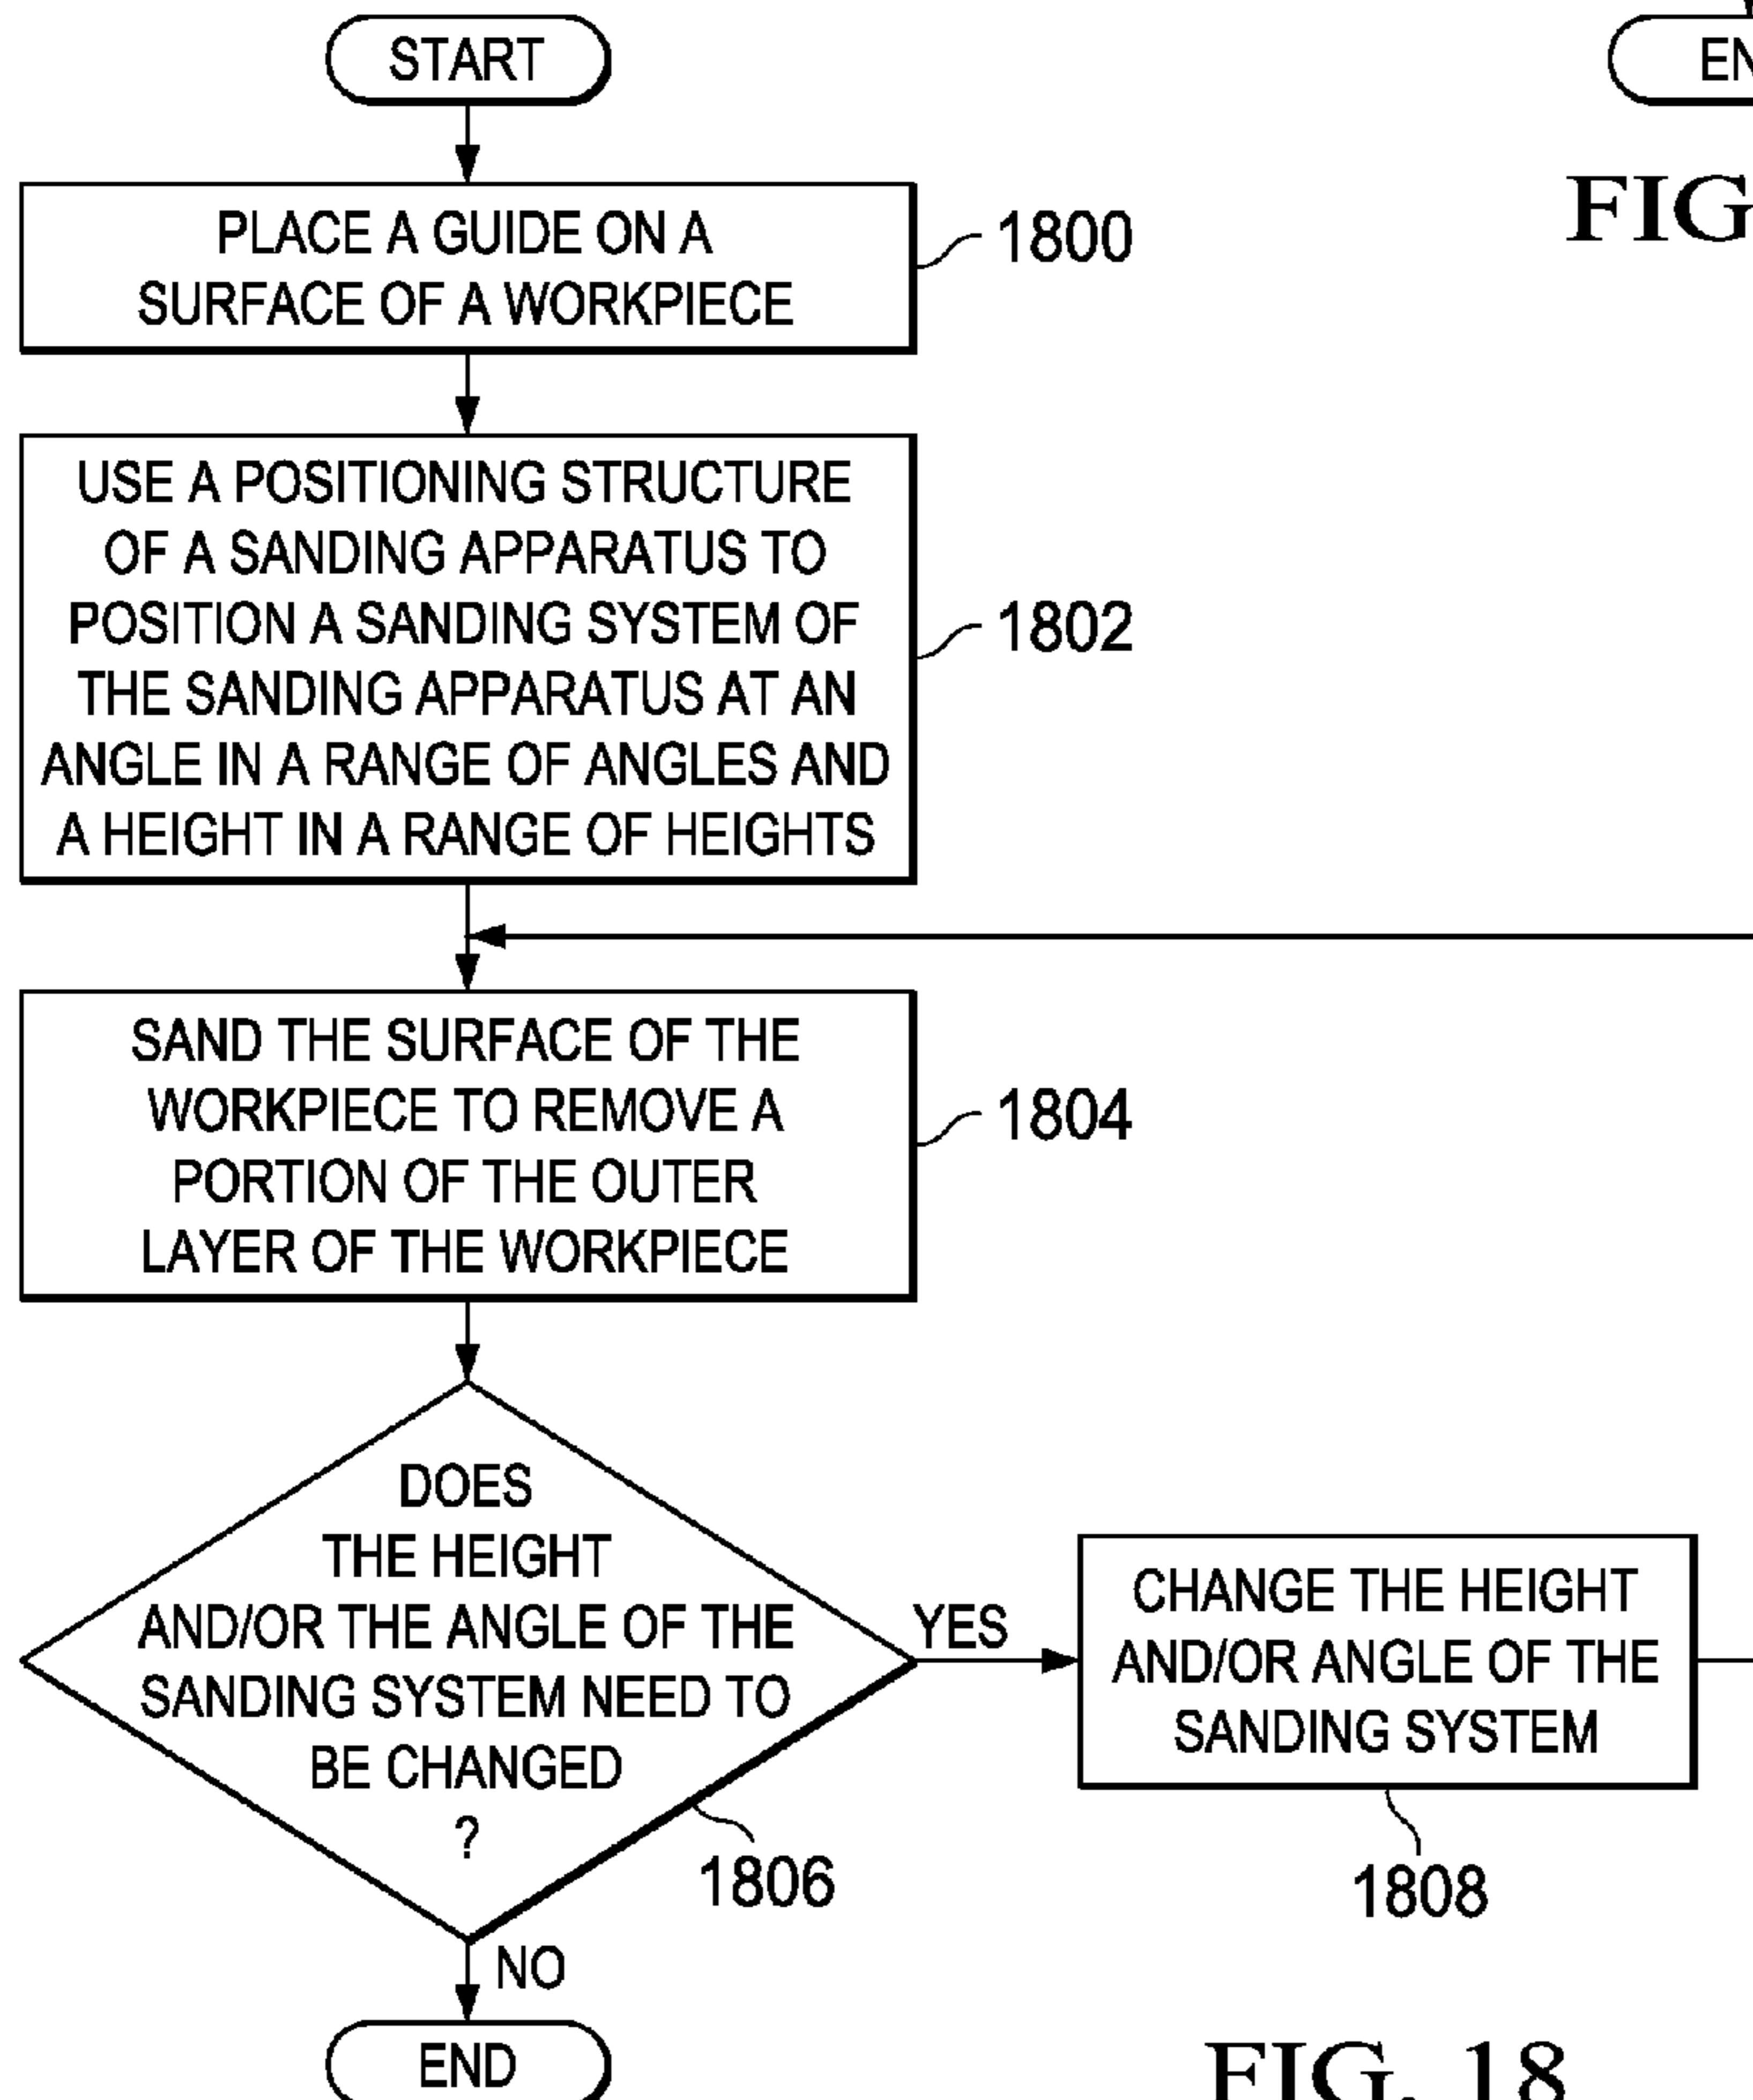 START
PLACE A GUIDE ON A
SURFACE OF A WORKPIECE
1800
USE A POSITIONING STRUCTURE
OF A SANDING APPARATUS TO
POSITION A SANDING SYSTEM OF
THE SANDING APPARATUS AT AN
ANGLE IN A RANGE OF ANGLES AND
A HEIGHT IN A RANGE OF HEIGHTS
1802
SAND THE SURFACE OF THE
WORKPIECE TO REMOVE A
PORTION OF THE OUTER
LAYER OF THE WORKPIECE
1804
DOES
THE HEIGHT
AND/OR THE ANGLE OF THE
SANDING SYSTEM NEED TO
BE CHANGED
?
1806
YES
CHANGE THE HEIGHT
AND/OR ANGLE OF THE
SANDING SYSTEM
1808
NO
END
FIG. 18
FIG